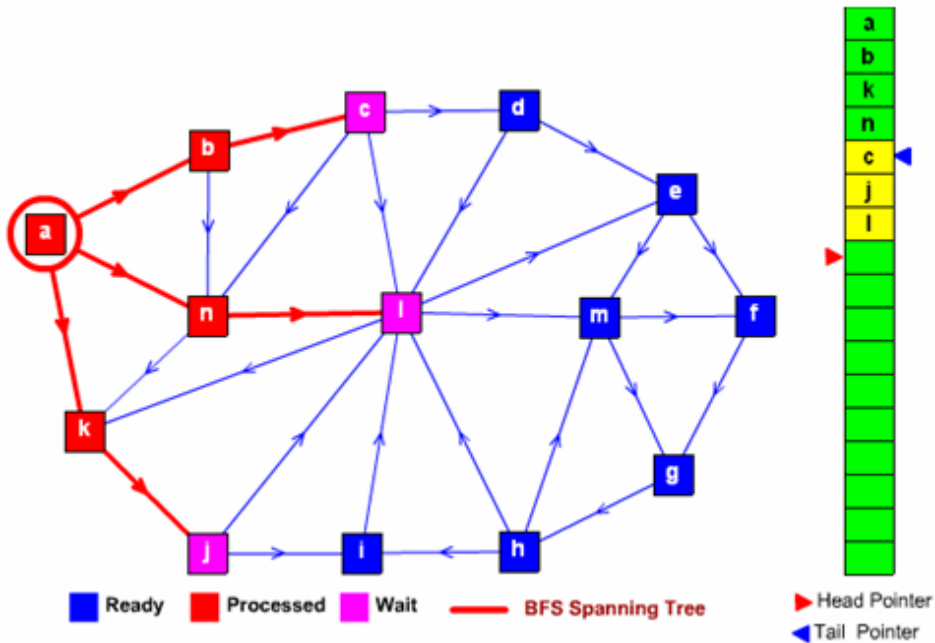 a
b
k
n
c
j
l
c
d
b
e
a
n
l
m
f
k
g
j
i
h
Ready
Processed
Wait
BFS Spanning Tree
Head Pointer
Tail Pointer